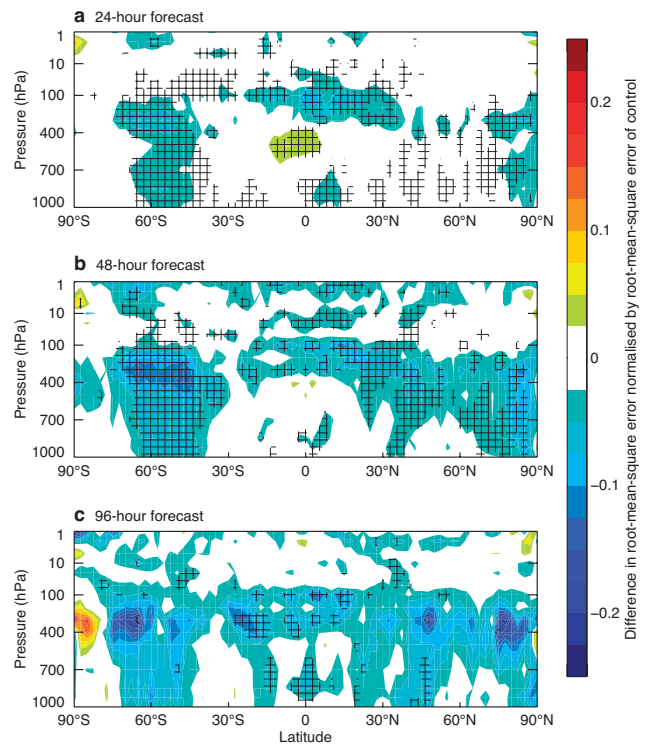 a 24-hour forecast
Pressure (hPa)
1
10
100
400
700
1000
90°S 60°S 30°S 0 30°N 60°N 90°N
b 48-hour forecast
Pressure (hPa)
1
10
100
400
700
1000
90°S 60°S 30°S 0 30°N 60°N 90°N
c 96-hour forecast
Pressure (hPa)
1
10
100
400
700
1000
90°S 60°S 30°S 0 30°N 60°N 90°N
Latitude
0.2
0.1
0
−0.1
−0.2
Difference in root-mean-square error normalised by root-mean-square error of control